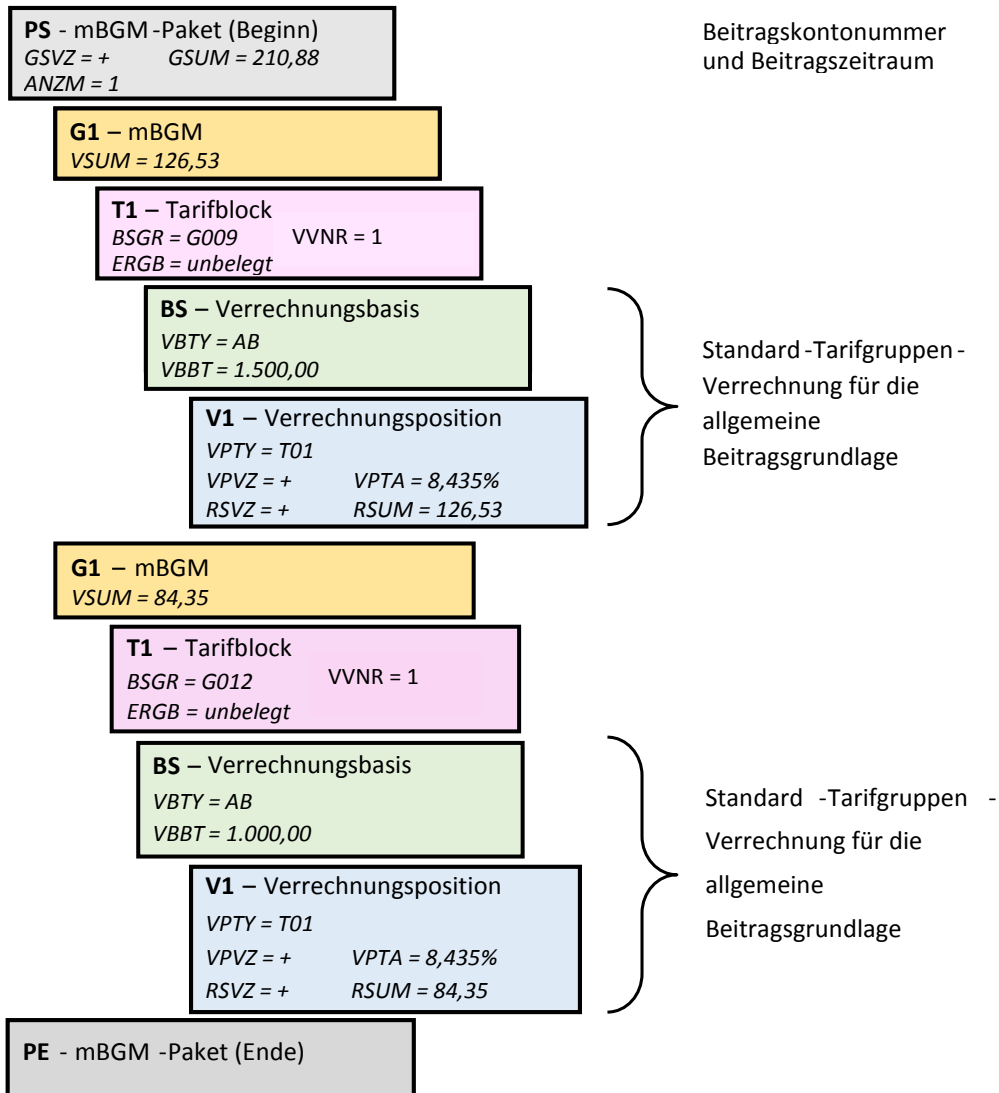 PS - mBGM -Paket (Beginn)
GSVZ = + GSUM = 210,88
ANZM = 1
Beitragskontonummer
und Beitragszeitraum
G1 – mBGM
VSUM = 126,53
T1 – Tarifblock
BSGR = G009 VVNR = 1
ERGB = unbelegt
BS – Verrechnungsbasis
VBTY = AB
VBBT = 1.500,00
V1 – Verrechnungsposition
VPTY = T01
VPVZ = + VPTA = 8,435%
RSVZ = + RSUM = 126,53
Standard -Tarifgruppen -
Verrechnung für die
allgemeine
Beitragsgrundlage
G1 – mBGM
VSUM = 84,35
T1 – Tarifblock
BSGR = G012 VVNR = 1
ERGB = unbelegt
BS – Verrechnungsbasis
VBTY = AB
VBBT = 1.000,00
V1 – Verrechnungsposition
VPTY = T01
VPVZ = + VPTA = 8,435%
RSVZ = + RSUM = 84,35
Standard -Tarifgruppen -
Verrechnung für die
allgemeine
Beitragsgrundlage
PE - mBGM -Paket (Ende)